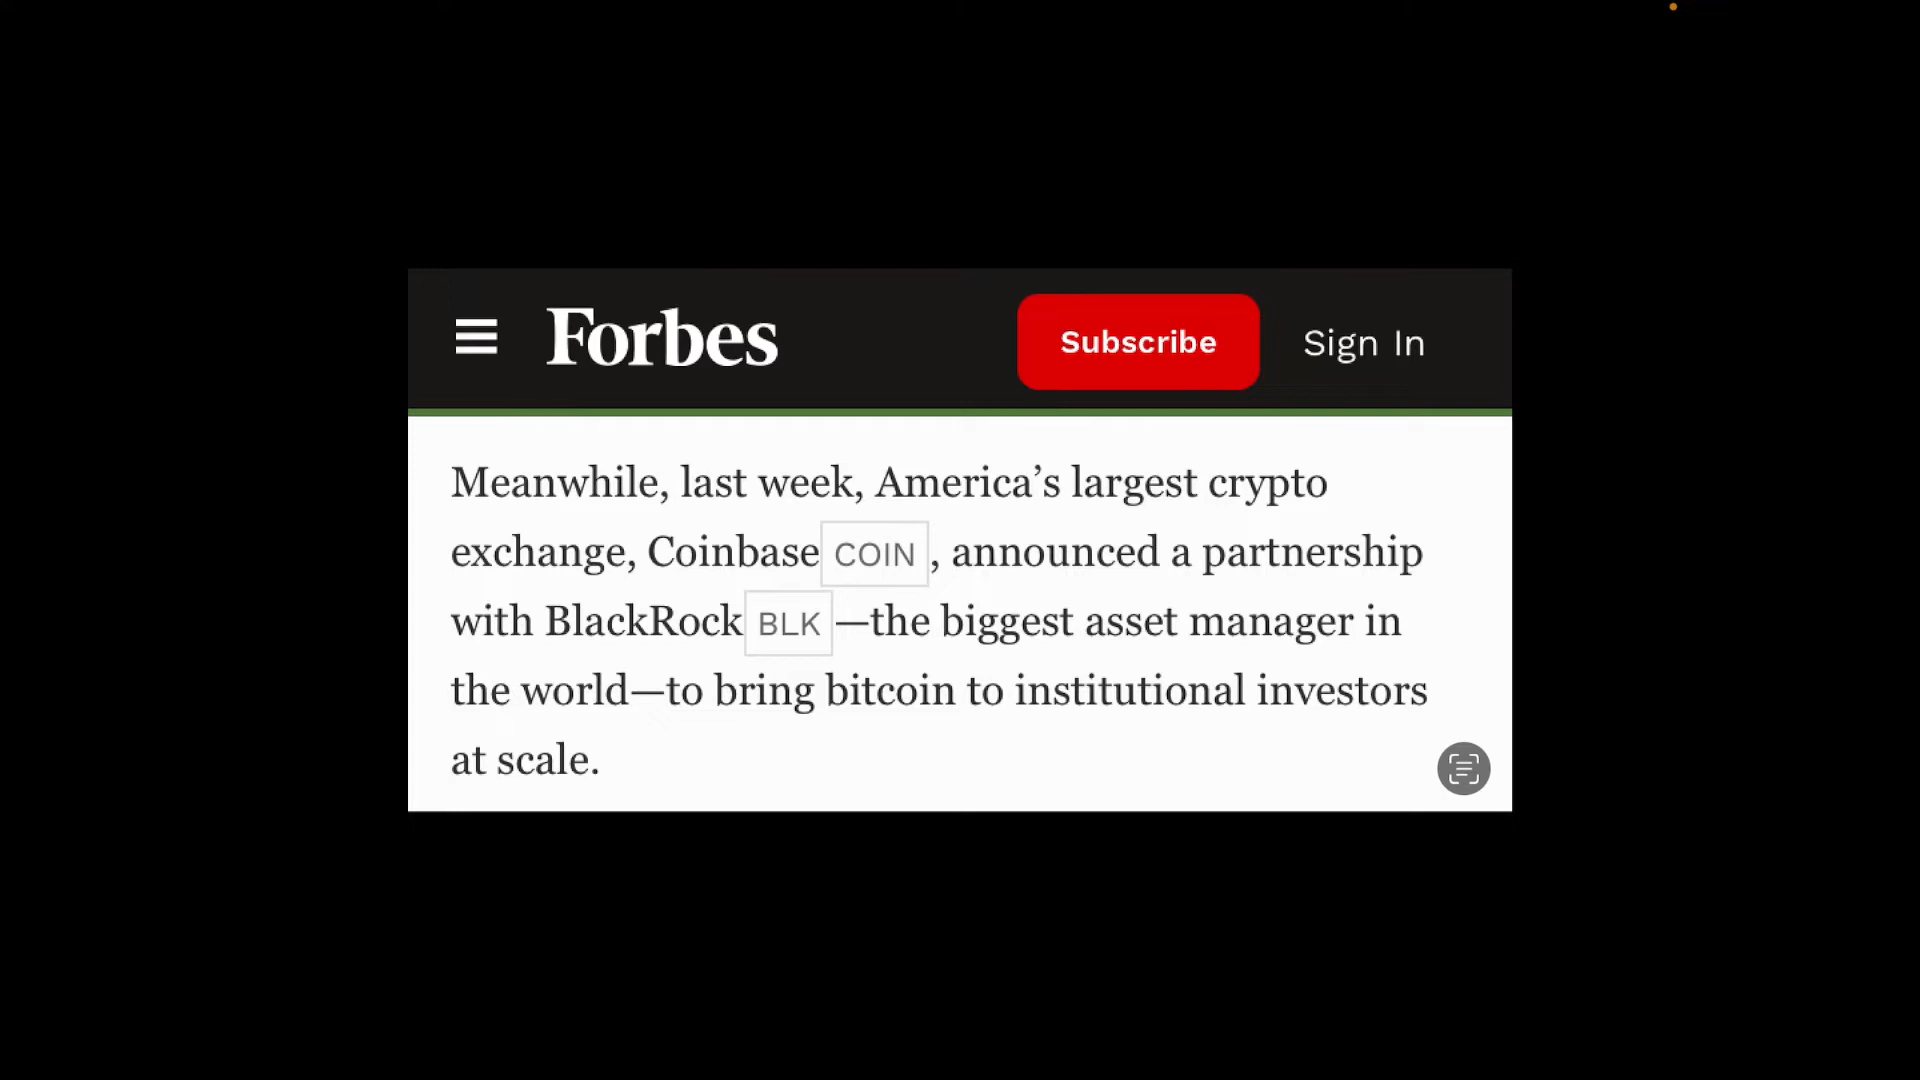 Forbes
Subscribe
Sign In
Meanwhile, last week, America’s largest crypto
exchange, Coinbase COIN , announced a partnership
with BlackRock BLK —the biggest asset manager in
the world—to bring bitcoin to institutional investors
at scale.